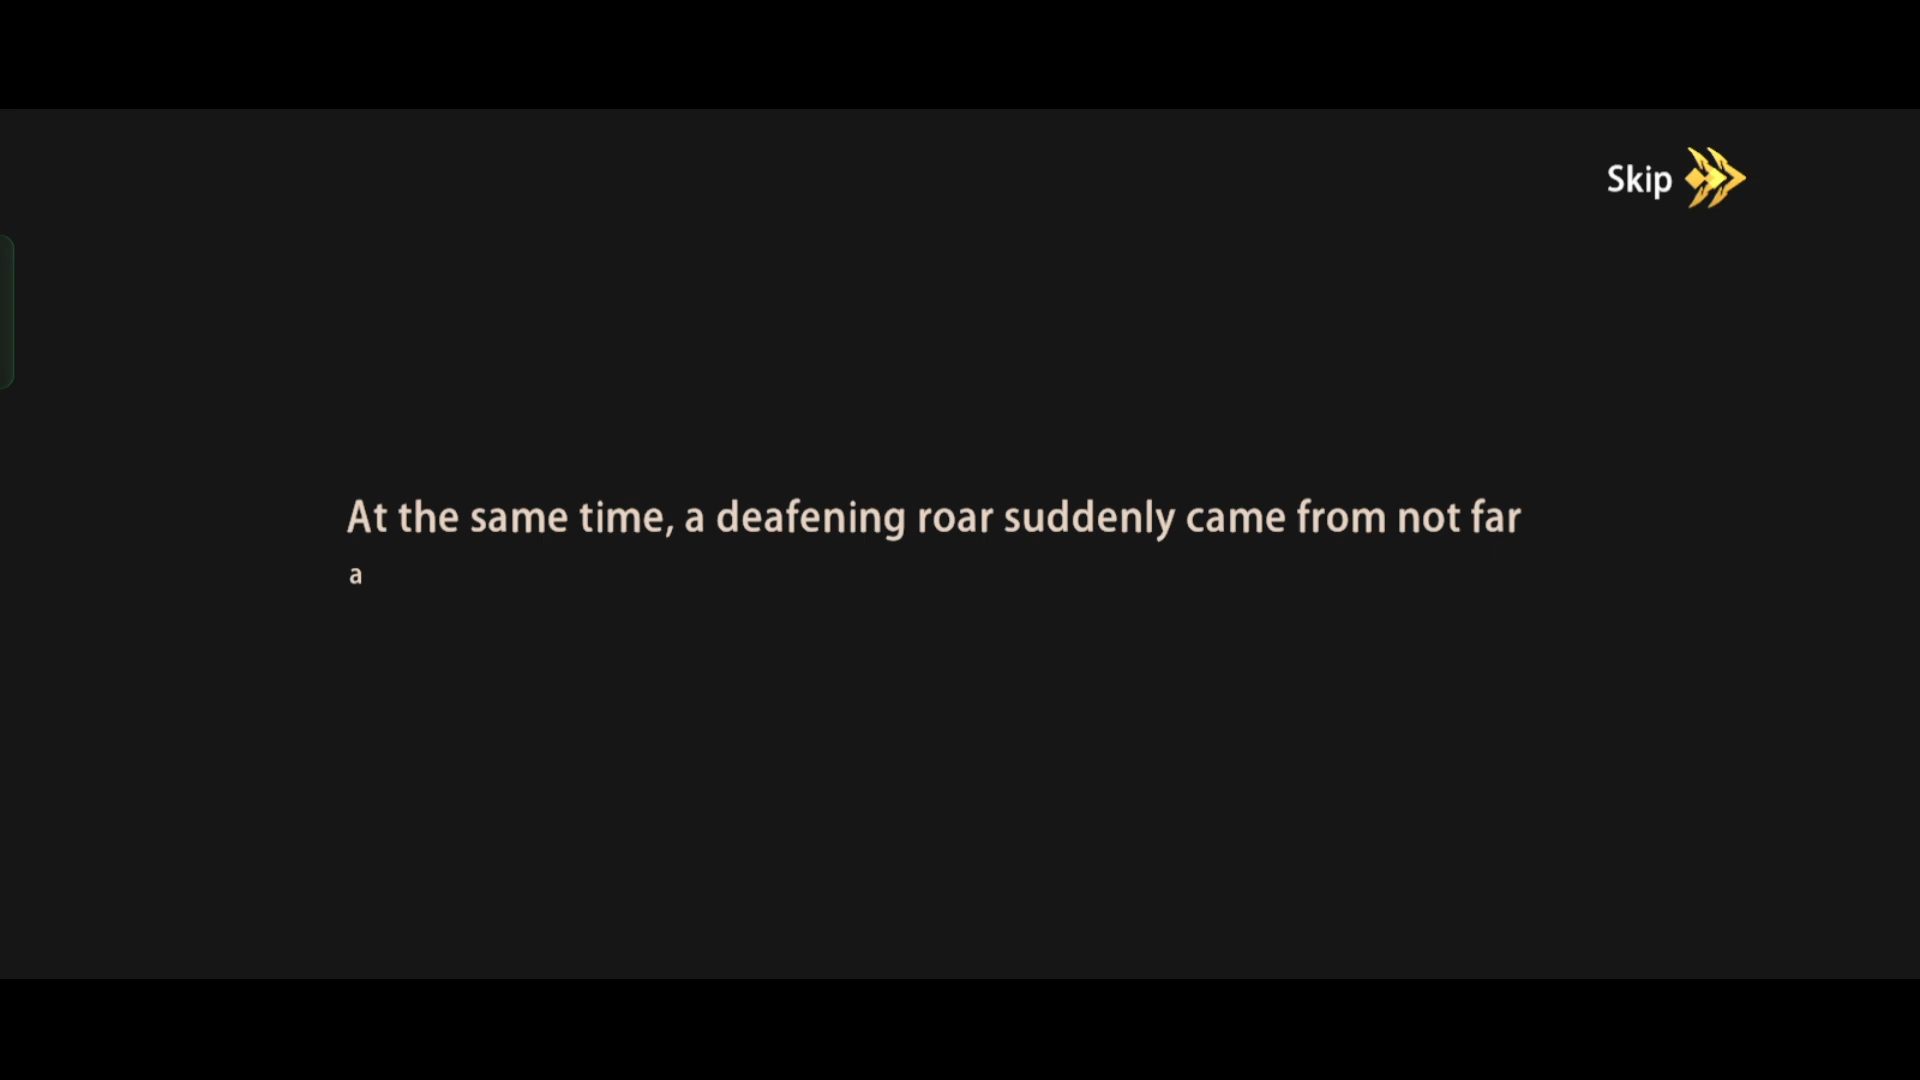 Skip
At the same time, a deafening roar suddenly came from not far
a